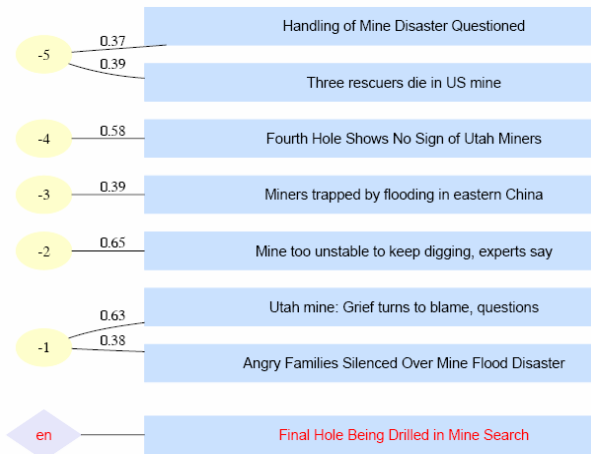 0.37
Handling of Mine Disaster Questioned
-5
0.39
Three rescuers die in US mine
-4
0.58
Fourth Hole Shows No Sign of Utah Miners
-3
0.39
Miners trapped by flooding in eastern China
-2
0.65
Mine too unstable to keep digging, experts say
Utah mine: Grief turns to blame, questions
0.63
-1
0.38
Angry Families Silenced Over Mine Flood Disaster
en
Final Hole Being Drilled in Mine Search